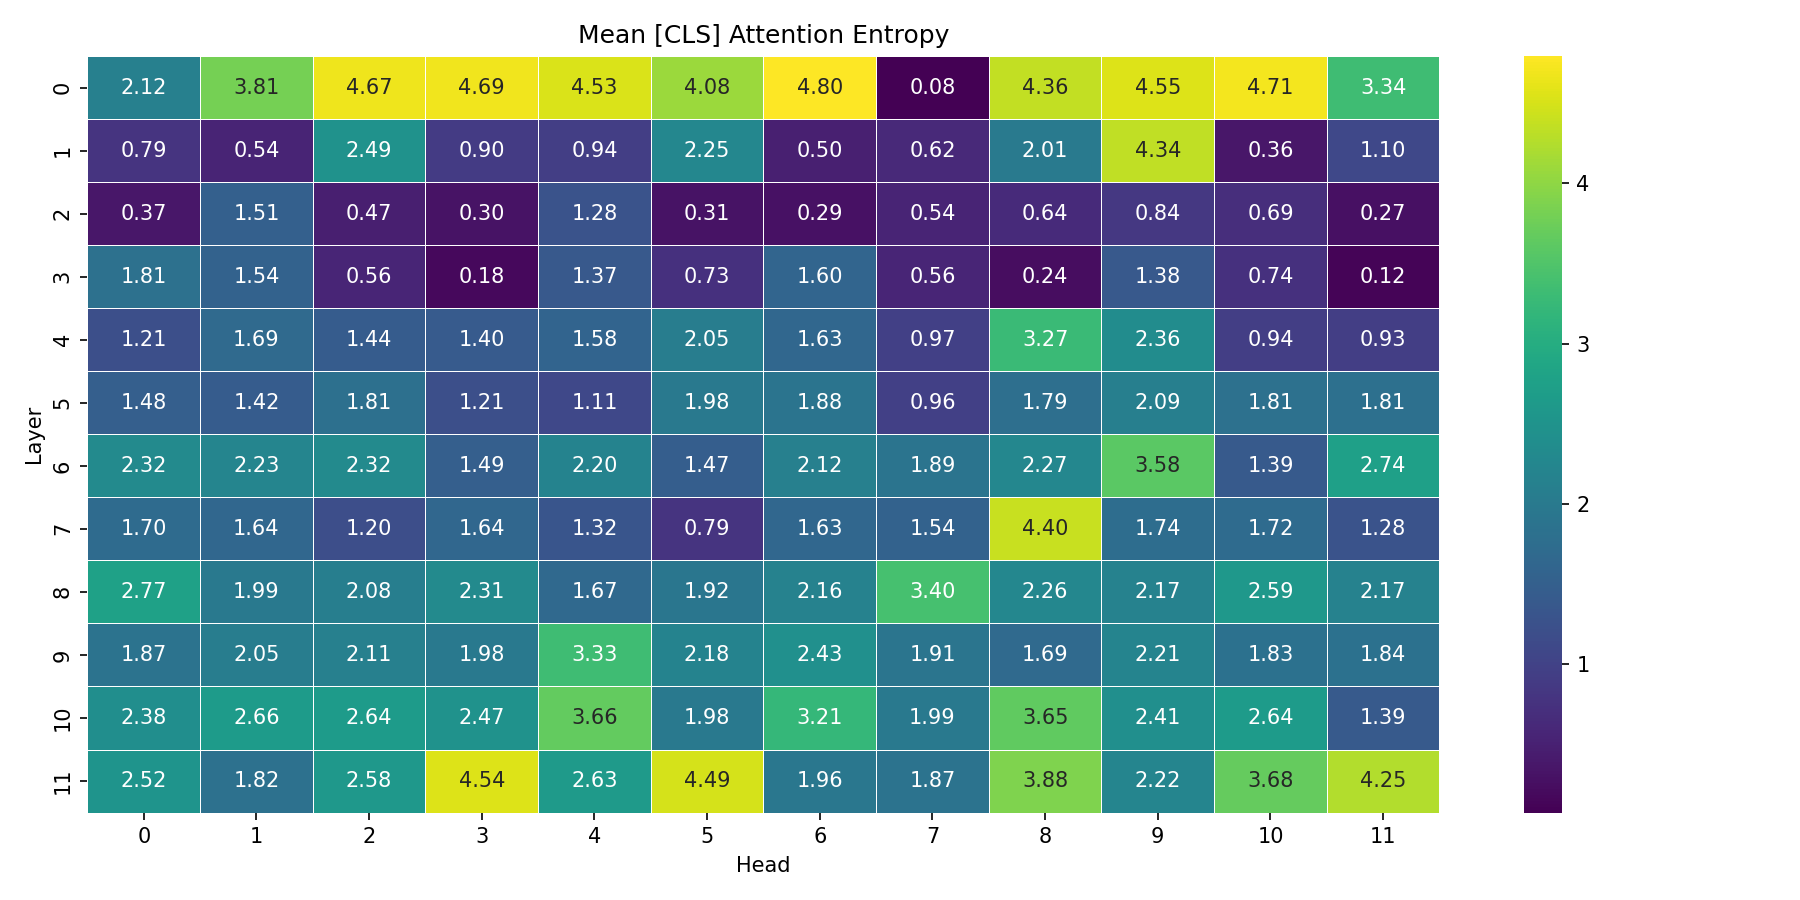 Mean [CLS] Attention Entropy
0 2.12 3.81 4.67 4.69 4.53 4.08 4.80 0.08 4.36 4.55 4.71 3.34
1 0.79 0.54 2.49 0.90 0.94 2.25 0.50 0.62 2.01 4.34 0.36 1.10
2 0.37 1.51 0.47 0.30 1.28 0.31 0.29 0.54 0.64 0.84 0.69 0.27
3 1.81 1.54 0.56 0.18 1.37 0.73 1.60 0.56 0.24 1.38 0.74 0.12
4 1.21 1.69 1.44 1.40 1.58 2.05 1.63 0.97 3.27 2.36 0.94 0.93
5 1.48 1.42 1.81 1.21 1.11 1.98 1.88 0.96 1.79 2.09 1.81 1.81
6 2.32 2.23 2.32 1.49 2.20 1.47 2.12 1.89 2.27 3.58 1.39 2.74
7 1.70 1.64 1.20 1.64 1.32 0.79 1.63 1.54 4.40 1.74 1.72 1.28
8 2.77 1.99 2.08 2.31 1.67 1.92 2.16 3.40 2.26 2.17 2.59 2.17
9 1.87 2.05 2.11 1.98 3.33 2.18 2.43 1.91 1.69 2.21 1.83 1.84
10 2.38 2.66 2.64 2.47 3.66 1.98 3.21 1.99 3.65 2.41 2.64 1.39
11 2.52 1.82 2.58 4.54 2.63 4.49 1.96 1.87 3.88 2.22 3.68 4.25
0 1 2 3 4 5 6 7 8 9 10 11
Head
Layer
4
3
2
1